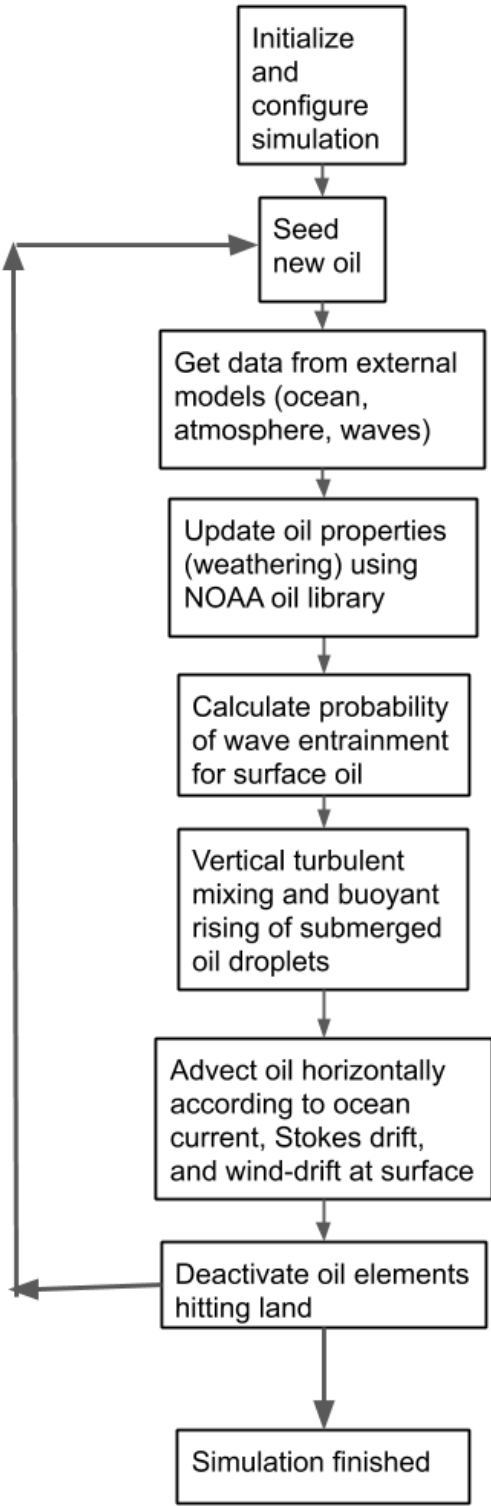 Initialize
and
configure
simulation
Seed
new oil
Get data from external
models (ocean,
atmosphere, waves)
Update oil properties
(weathering) using
NOAA oil library
Calculate probability
of wave entrainment
for surface oil
Vertical turbulent
mixing and buoyant
rising of submerged
oil droplets
Advect oil horizontally
according to ocean
current, Stokes drift,
and wind-drift at surface
Deactivate oil elements
hitting land
Simulation finished